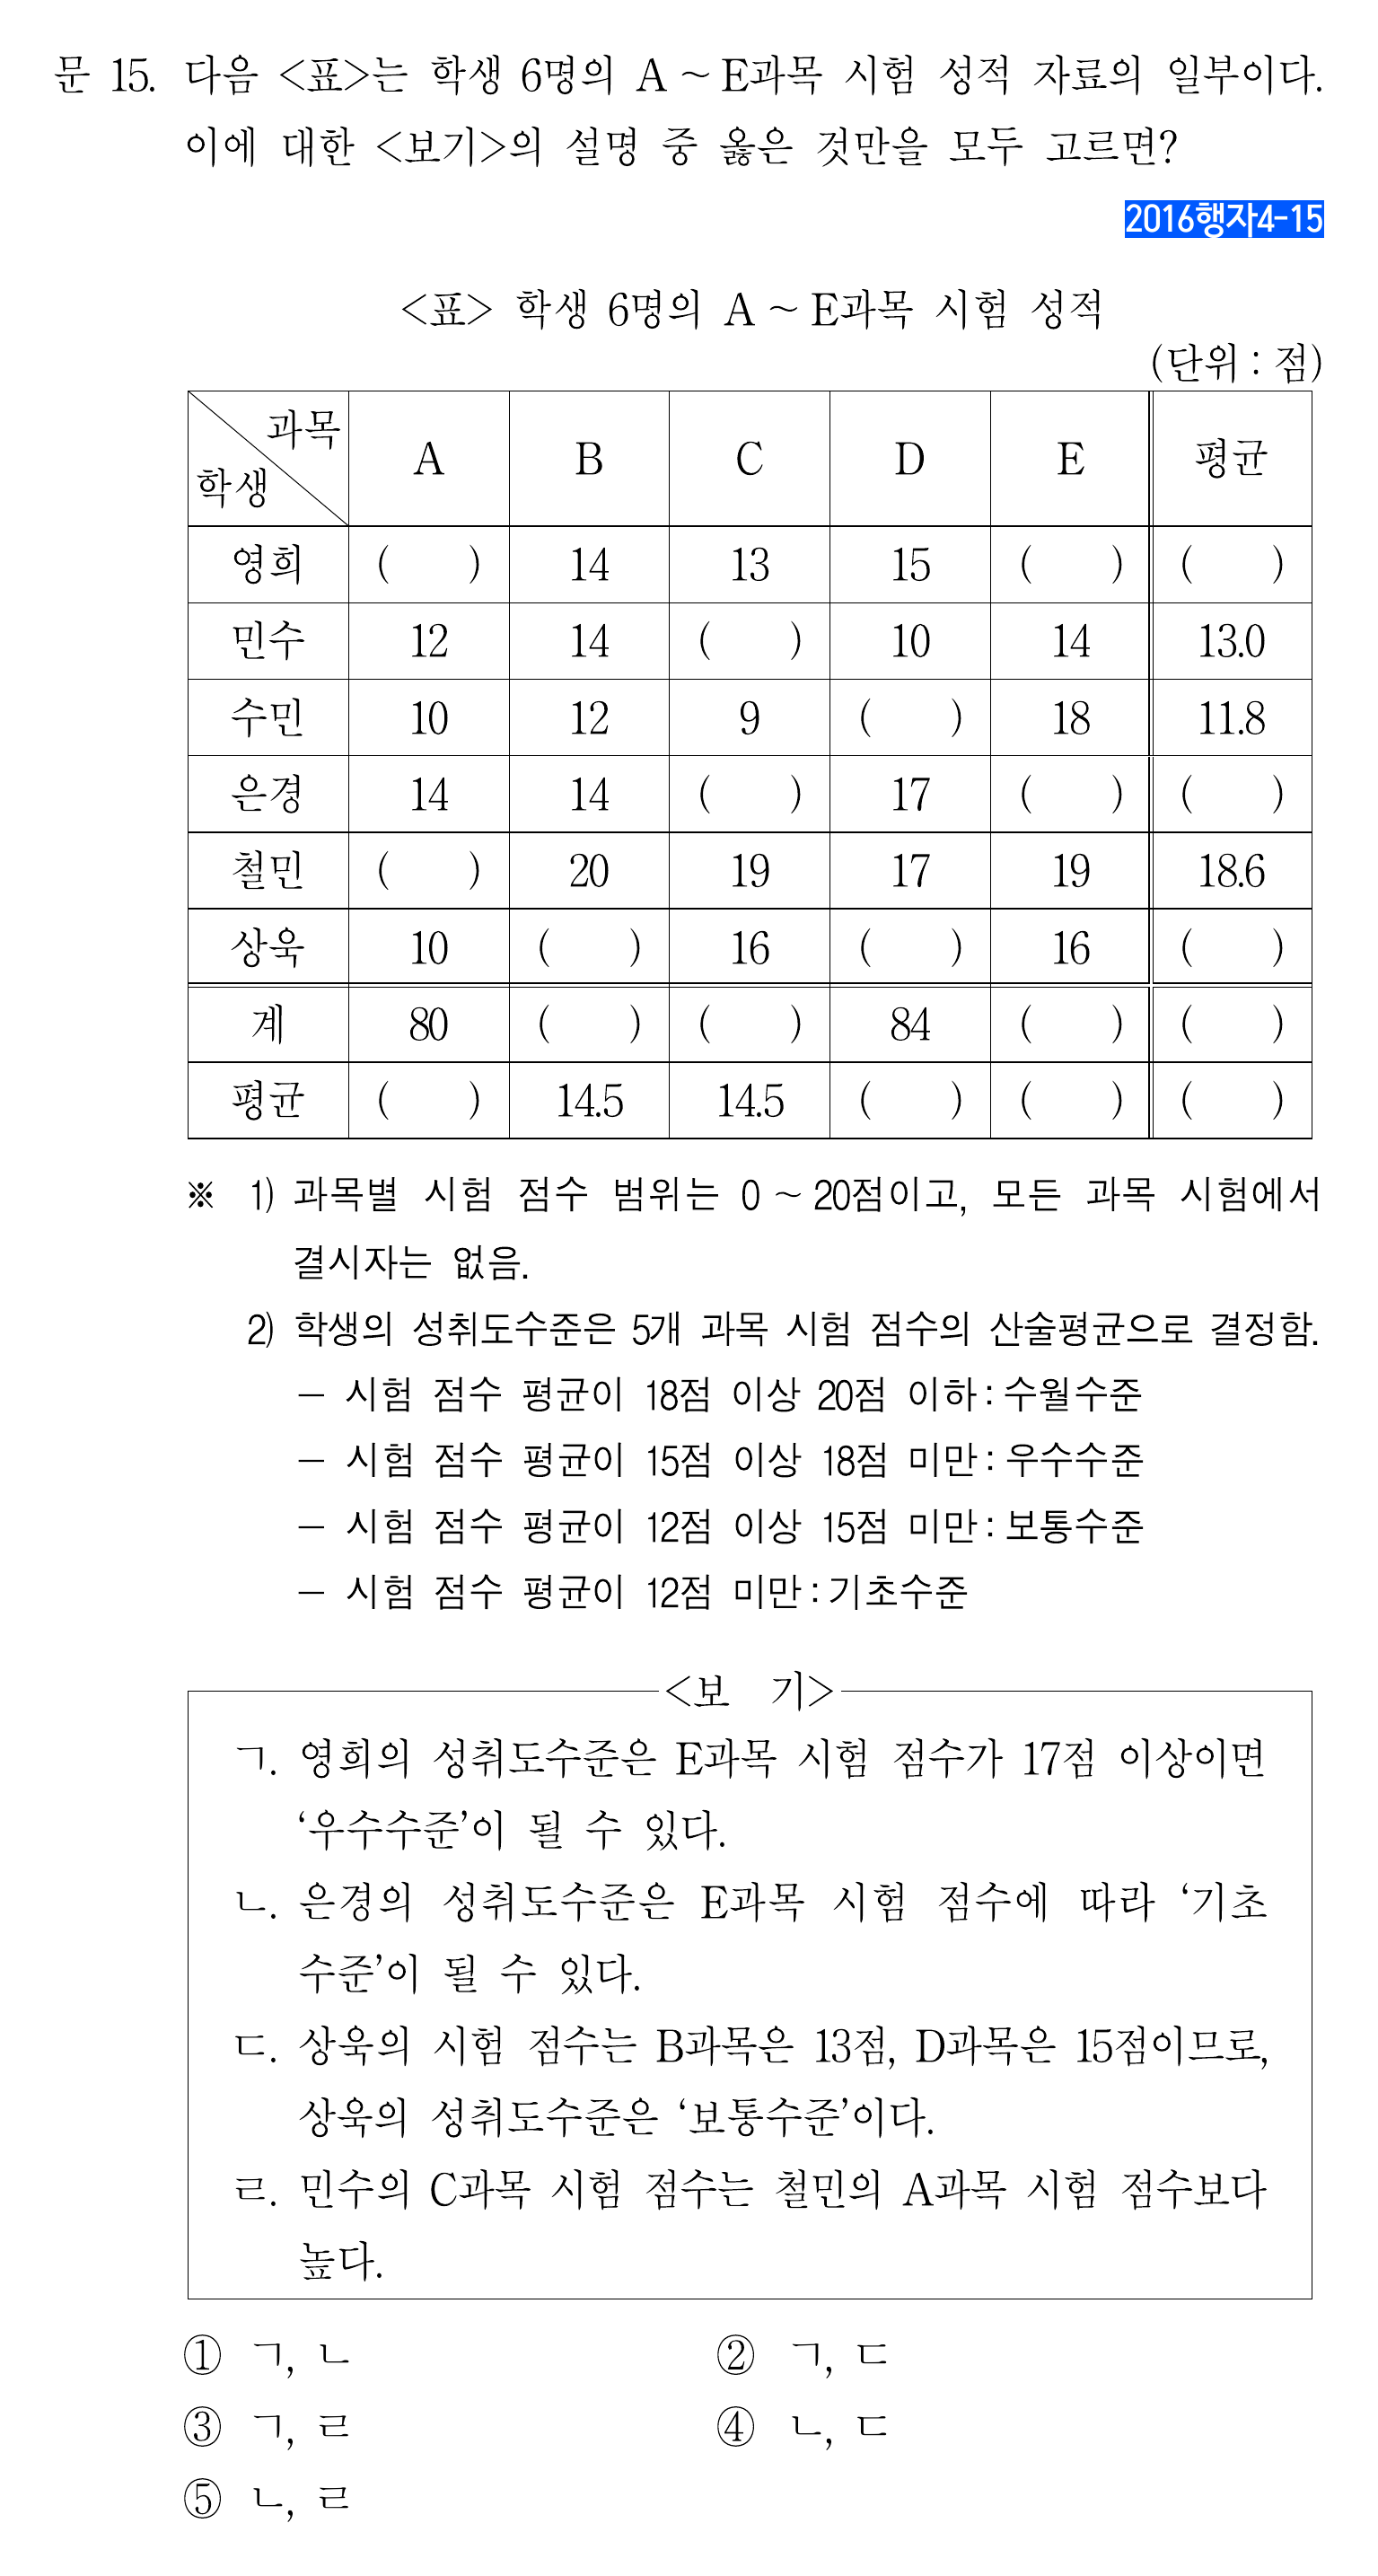 문 15. 다음 <표>는 학생 6명의 A ~ E과목 시험 성적 자료의 일부이다.
이에 대한 <보기>의 설명 중 옳은 것만을 모두 고르면?
2016행자4-15
<표> 학생 6명의 A ~ E과목 시험 성적
(단위 : 점)
과목
학생 A B C D E 평균
영희 ( ) 14 13 15 ( ) ( )
민수 12 14 ( ) 10 14 13.0
수민 10 12 9 ( ) 18 11.8
은경 14 14 ( ) 17 ( ) ( )
철민 ( ) 20 19 17 19 18.6
상욱 10 ( ) 16 ( ) 16 ( )
계 80 ( ) ( ) 84 ( ) ( )
평균 ( ) 14.5 14.5 ( ) ( ) ( )
※ 1) 과목별 시험 점수 범위는 0 ~ 20점이고, 모든 과목 시험에서
결시자는 없음.
2) 학생의 성취도수준은 5개 과목 시험 점수의 산술평균으로 결정함.
- 시험 점수 평균이 18점 이상 20점 이하 : 수월수준
- 시험 점수 평균이 15점 이상 18점 미만 : 우수수준
- 시험 점수 평균이 12점 이상 15점 미만 : 보통수준
- 시험 점수 평균이 12점 미만 : 기초수준
<보 기>
ㄱ. 영희의 성취도수준은 E과목 시험 점수가 17점 이상이면
‘우수수준’이 될 수 있다.
ㄴ. 은경의 성취도수준은 E과목 시험 점수에 따라 ‘기초
수준’이 될 수 있다.
ㄷ. 상욱의 시험 점수는 B과목은 13점, D과목은 15점이므로,
상욱의 성취도수준은 ‘보통수준’이다.
ㄹ. 민수의 C과목 시험 점수는 철민의 A과목 시험 점수보다
높다.
① ㄱ, ㄴ ② ㄱ, ㄷ
③ ㄱ, ㄹ ④ ㄴ, ㄷ
⑤ ㄴ, ㄹ